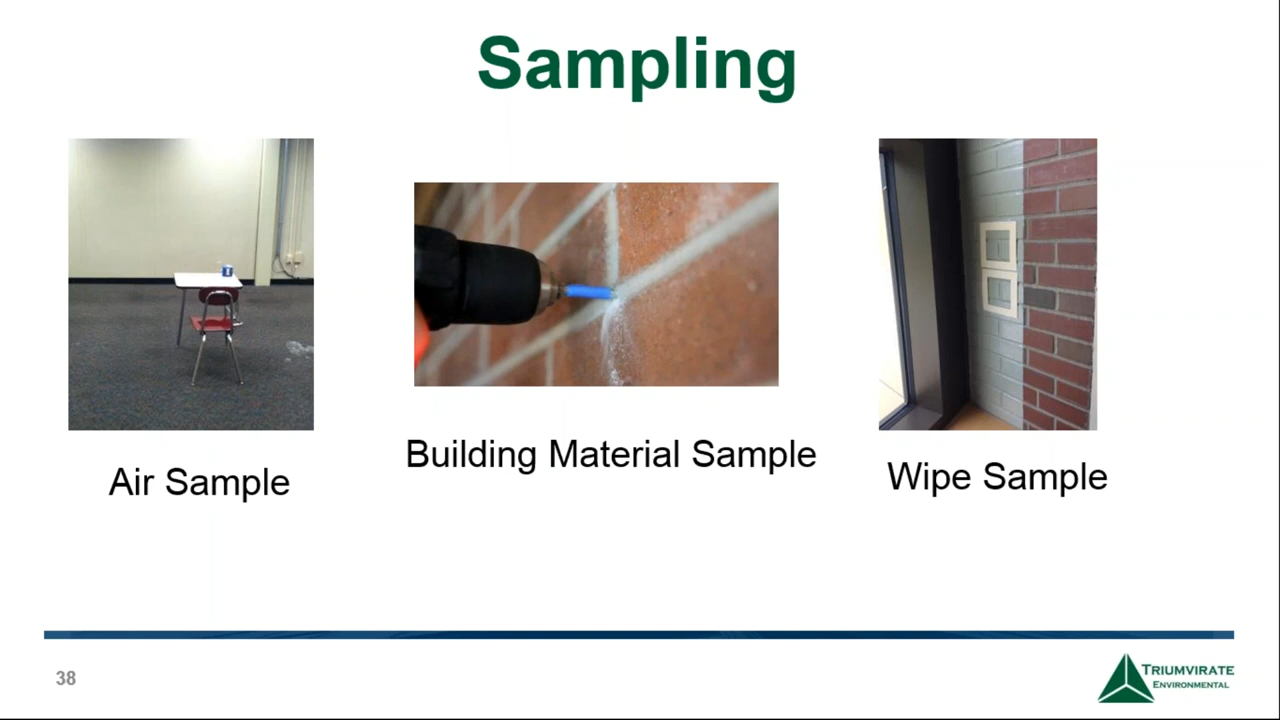 Sampling
Air Sample
Building Material Sample
Wipe Sample
38
TRIUMVIRATE
ENVIRONMENTAL